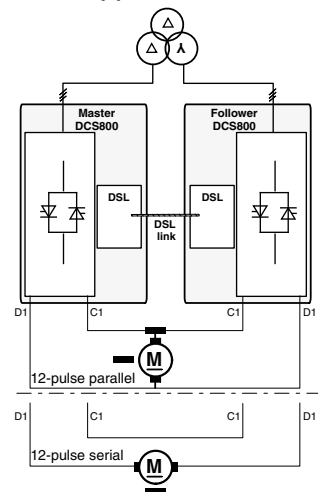 Master
DCS800
Follower
DCS800
DSL
DSL
DSL
link
D1
C1
C1
D1
M
12-pulse parallel
D1
C1
C1
D1
12-pulse serial
M